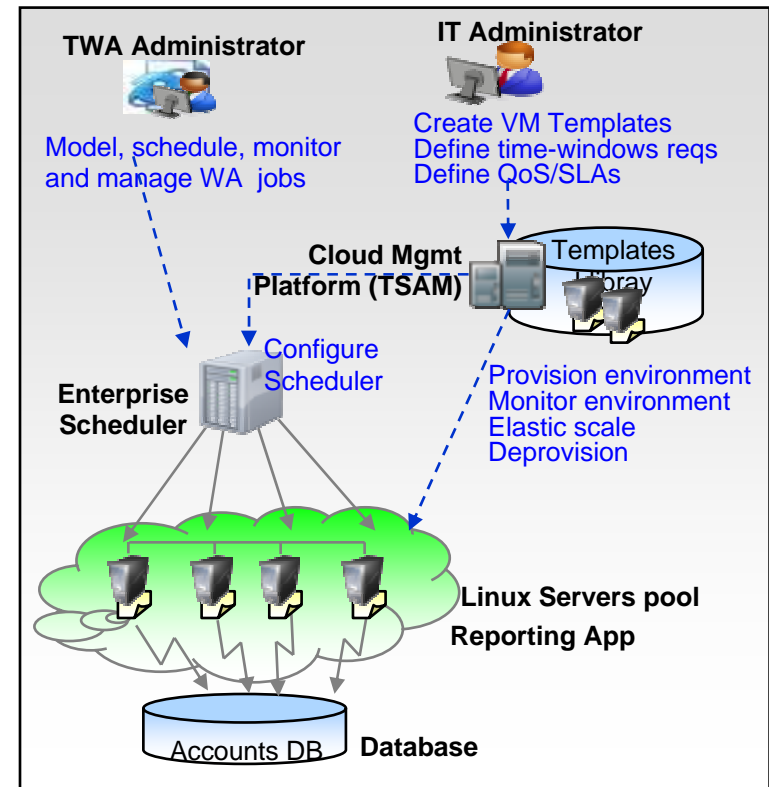 TWA Administrator
IT Administrator
Model, schedule, monitor
and manage WA jobs
Create VM Templates
Define time-windows reqs
Define QoS/SLAs
Cloud Mgmt
Platform (TSAM)
Templates
Libray
Configure
Scheduler
Enterprise
Scheduler
Provision environment
Monitor environment
Elastic scale
Deprovision
Linux Servers pool
Reporting App
Accounts DB
Database